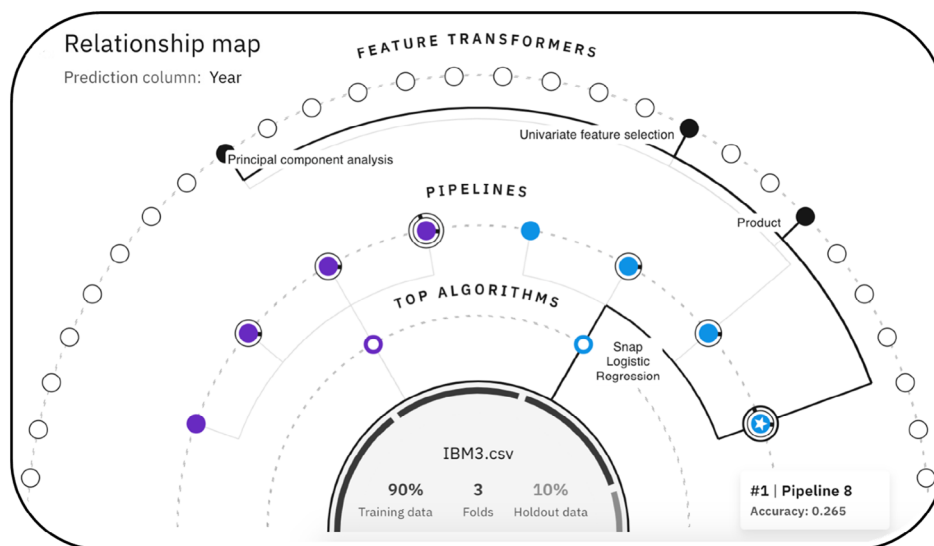 Relationship map
Prediction column: Year
FEATURE TRANSFORMERS
Univariate feature selection
Principal component analysis
PIPELINES
Product
TOP ALGORITHMS
Snap
Logistic
Regression
IBM3.csv
90% 3 10%
Training data Folds Holdout data
#1 | Pipeline 8
Accuracy: 0.265